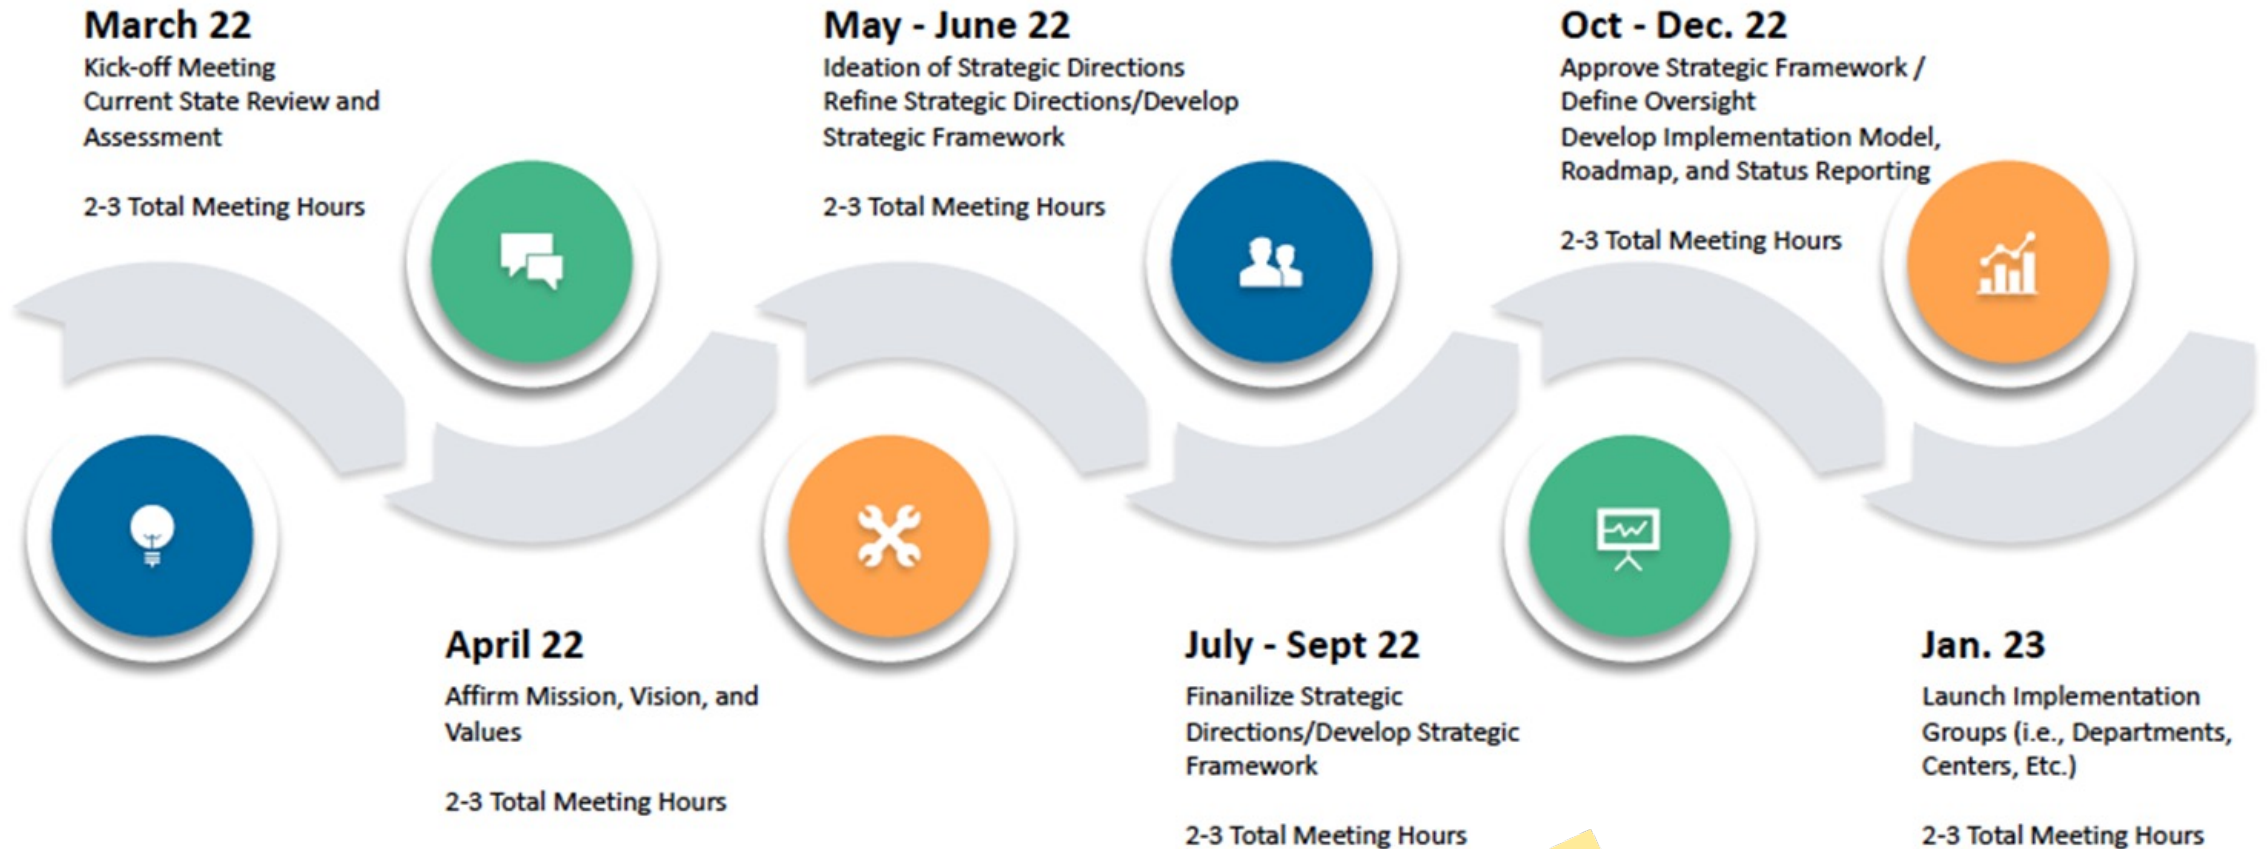 March 22
Kick-off Meeting
Current State Review and
Assessment
2-3 Total Meeting Hours
April 22
Affirm Mission, Vision, and
Values
2-3 Total Meeting Hours
May - June 22
Ideation of Strategic Directions
Refine Strategic Directions/Develop
Strategic Framework
2-3 Total Meeting Hours
July - Sept 22
Finanilize Strategic
Directions/Develop Strategic
Framework
2-3 Total Meeting Hours
Oct - Dec. 22
Approve Strategic Framework /
Define Oversight
Develop Implementation Model,
Roadmap, and Status Reporting
2-3 Total Meeting Hours
Jan. 23
Launch Implementation
Groups (i.e., Departments,
Centers, Etc.)
2-3 Total Meeting Hours